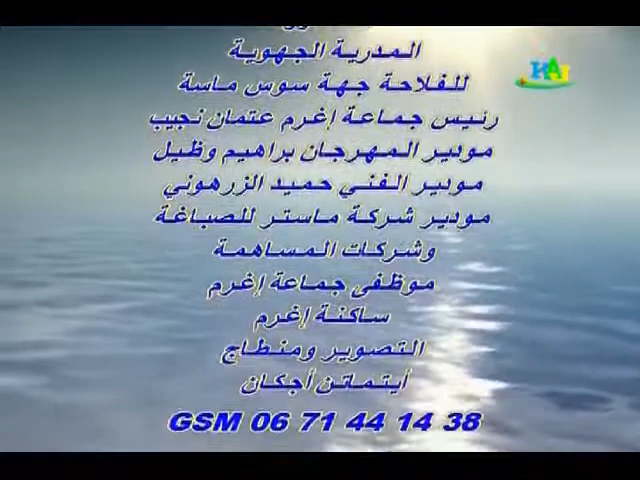 المدرية الجهوية
للفلاحة جهة سوس ماسة
رئيس جماعة إغرم عتمان نجيب
مودير المهرجان براهيم وظيل
مودير الفني حميد الزرهوني
مودير شركة ماستر للصباغة
وشركات المساهمة
موظفى جماعة إغرم
ساكنة إغرم
التصوير ومنطاج
أيتماتن أجكان
GSM 06 71 44 14 38